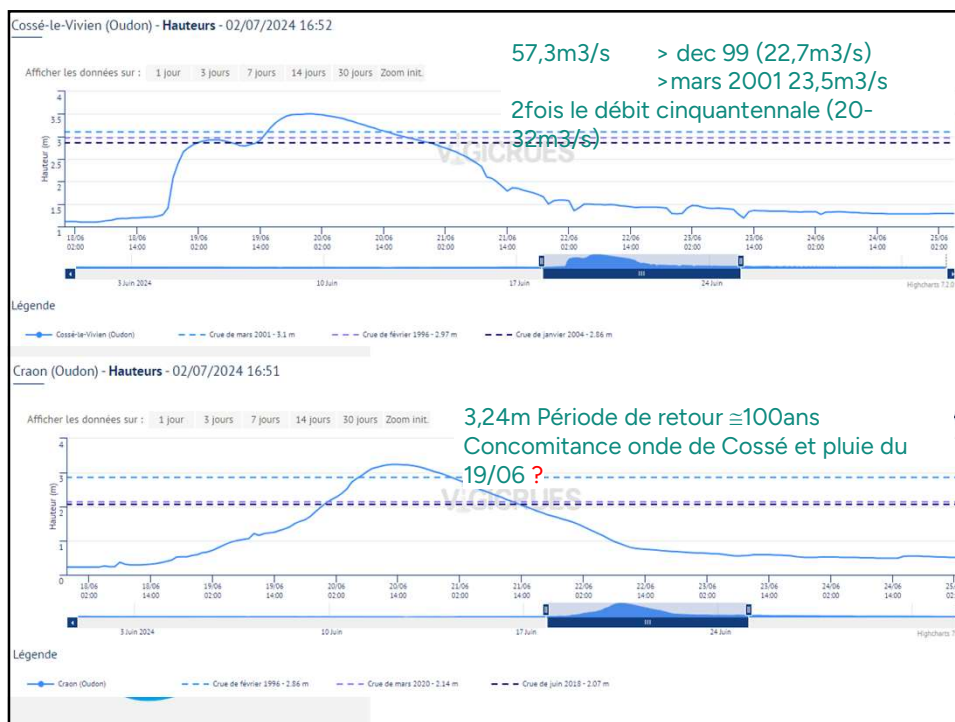 Cossé-le-Vivien (Oudon) - Hauteurs - 02/07/2024 16:52
57,3m3/s > dec 99 (22,7m3/s)
>mars 2001 23,5m3/s
2fois le débit cinquantennale (20-
32m3/s)
Afficher les données sur : 1 jour 3 jours 7 jours 14 jours 30 jours Zoom init.
Hauteur (m)
4
3.5
3
2.5
2
1.5
1
VIGICRUES
18/06 02:00 18/06 14:00 19/06 02:00 19/06 14:00 20/06 02:00 20/06 14:00 21/06 02:00 21/06 14:00 22/06 02:00 22/06 14:00 23/06 02:00 23/06 14:00 24/06 02:00 24/06 14:00 25/06 02:00
3 Juin 2024 10 Juin 17 Juin 24 Juin
Highcharts 7.2.0
Légende
Cossé-le-Vivien (Oudon) Crue de mars 2001 - 3.1 m Crue de février 1996 - 2.97 m Crue de janvier 2004 - 2.86 m
Craon (Oudon) - Hauteurs - 02/07/2024 16:51
Afficher les données sur : 1 jour 3 jours 7 jours 14 jours 30 jours Zoom init.
3,24m Période de retour ≅100ans
Concomitance onde de Cossé et pluie du
19/06 ?
Hauteur (m)
4
3
2
1
0
VIGICRUES
18/06 02:00 18/06 14:00 19/06 02:00 19/06 14:00 20/06 02:00 20/06 14:00 21/06 02:00 21/06 14:00 22/06 02:00 22/06 14:00 23/06 02:00 23/06 14:00 24/06 02:00 24/06 14:00
3 Juin 2024 10 Juin 17 Juin 24 Juin
Highcharts 7
Légende
Craon (Oudon) Crue de février 1996 - 2.86 m Crue de mars 2020 - 2.14 m Crue de juin 2018 - 2.07 m